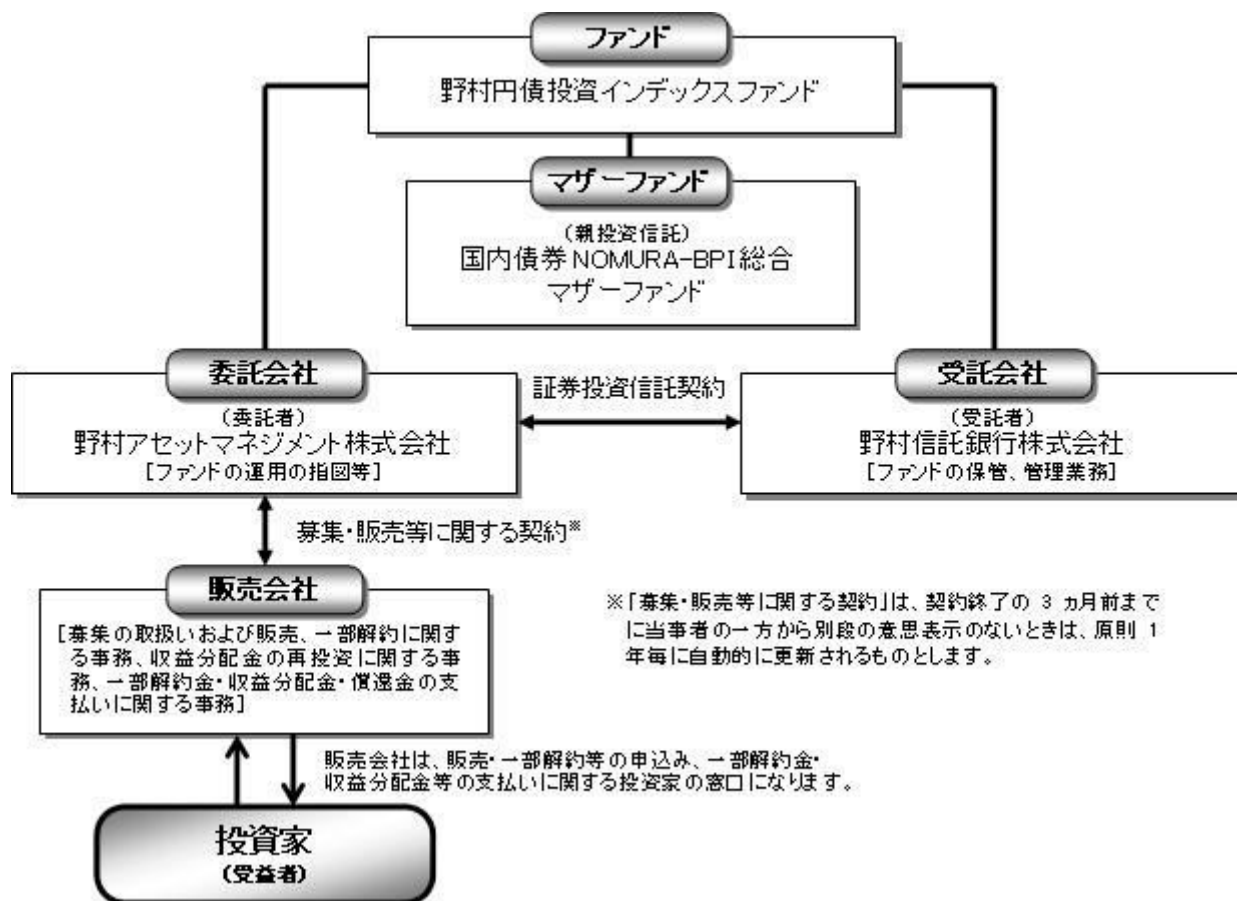 ファンド
野村円債投資インデックスファンド
マザーファンド
(親投資信託)
国内債券NOMURA-BPI総合
マザーファンド
委託会社
(委託者)
野村アセットマネジメント株式会社
[ファンドの運用の指図等]
証券投資信託契約
受託会社
(受託者)
野村信託銀行株式会社
[ファンドの保管、管理業務]
募集・販売等に関する契約※
販売会社
[募集の取扱いおよび販売、一部解約に関す
る事務、収益分配金の再投資に関する事
務、一部解約金・収益分配金・償還金の支
払いに関する事務]
※「募集・販売等に関する契約」は、契約終了の 3 ヵ月前まで
に当事者の一方から別段の意思表示のないときは、原則 1
年毎に自動的に更新されるものとします。
販売会社は、販売・一部解約等の申込み、一部解約金・
収益分配金等の支払いに関する投資家の窓口になります。
投資家
(受益者)